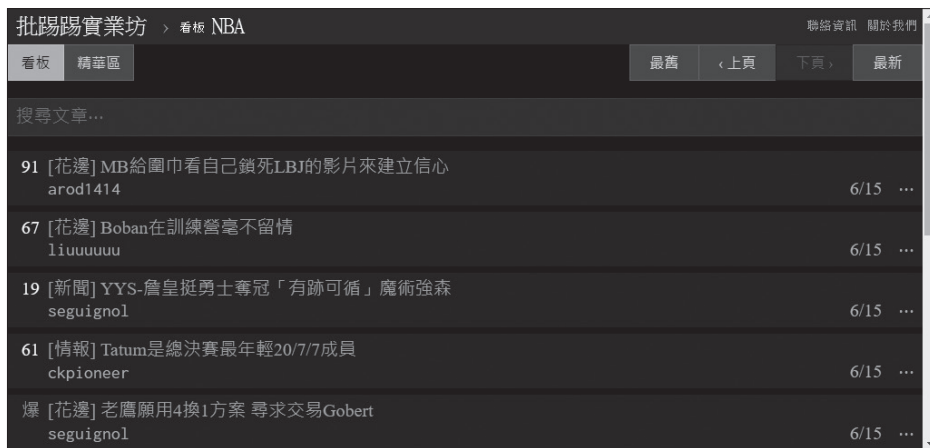 批踢踢實業坊 › 看板 NBA 聯絡資訊 關於我們
看板 精華區 最舊 ‹ 上頁 下頁 › 最新
搜尋文章⋯
91 [花邊] MB給圍巾看自己鎖死LBJ的影片來建立信心
arod1414 6/15 ⋯
67 [花邊] Boban在訓練營毫不留情
liuuuuuu 6/15 ⋯
19 [新聞] YYS-詹皇挺勇士奪冠「有跡可循」魔術強森
seguignol 6/15 ⋯
61 [情報] Tatum是總決賽最年輕20/7/7成員
ckpioneer 6/15 ⋯
爆 [花邊] 老鷹願用4換1方案 尋求交易Gobert
seguignol 6/15 ⋯